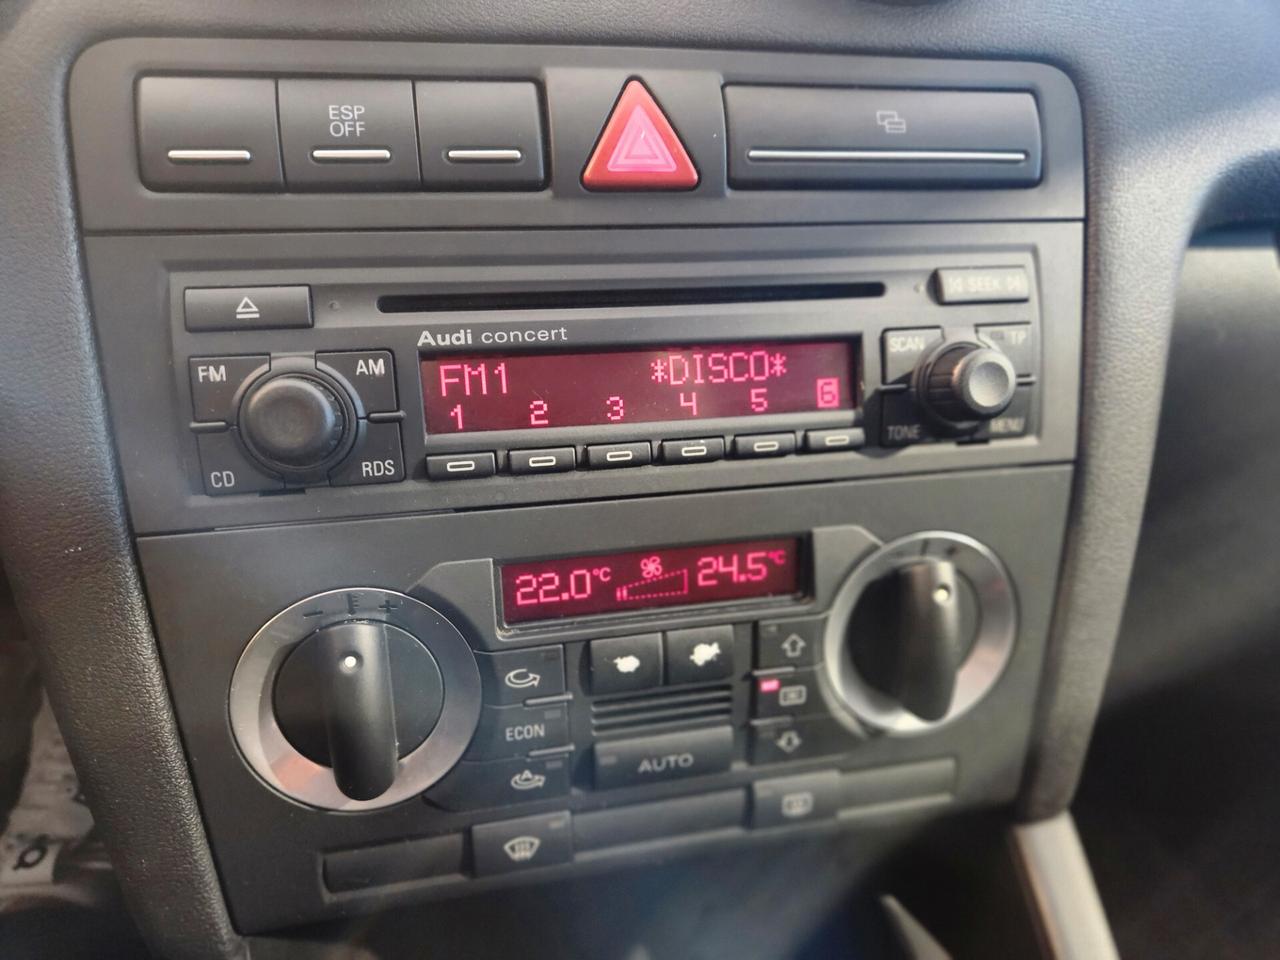 ESP
OFF
SEEK
Audi concert
FM
AM
SCAN
TP
FM1 *DISCO*
1 2 3 4 5 6
CD
RDS
TONE
MENU
22.0°C 24.5°C
- +
ECON
A
AUTO